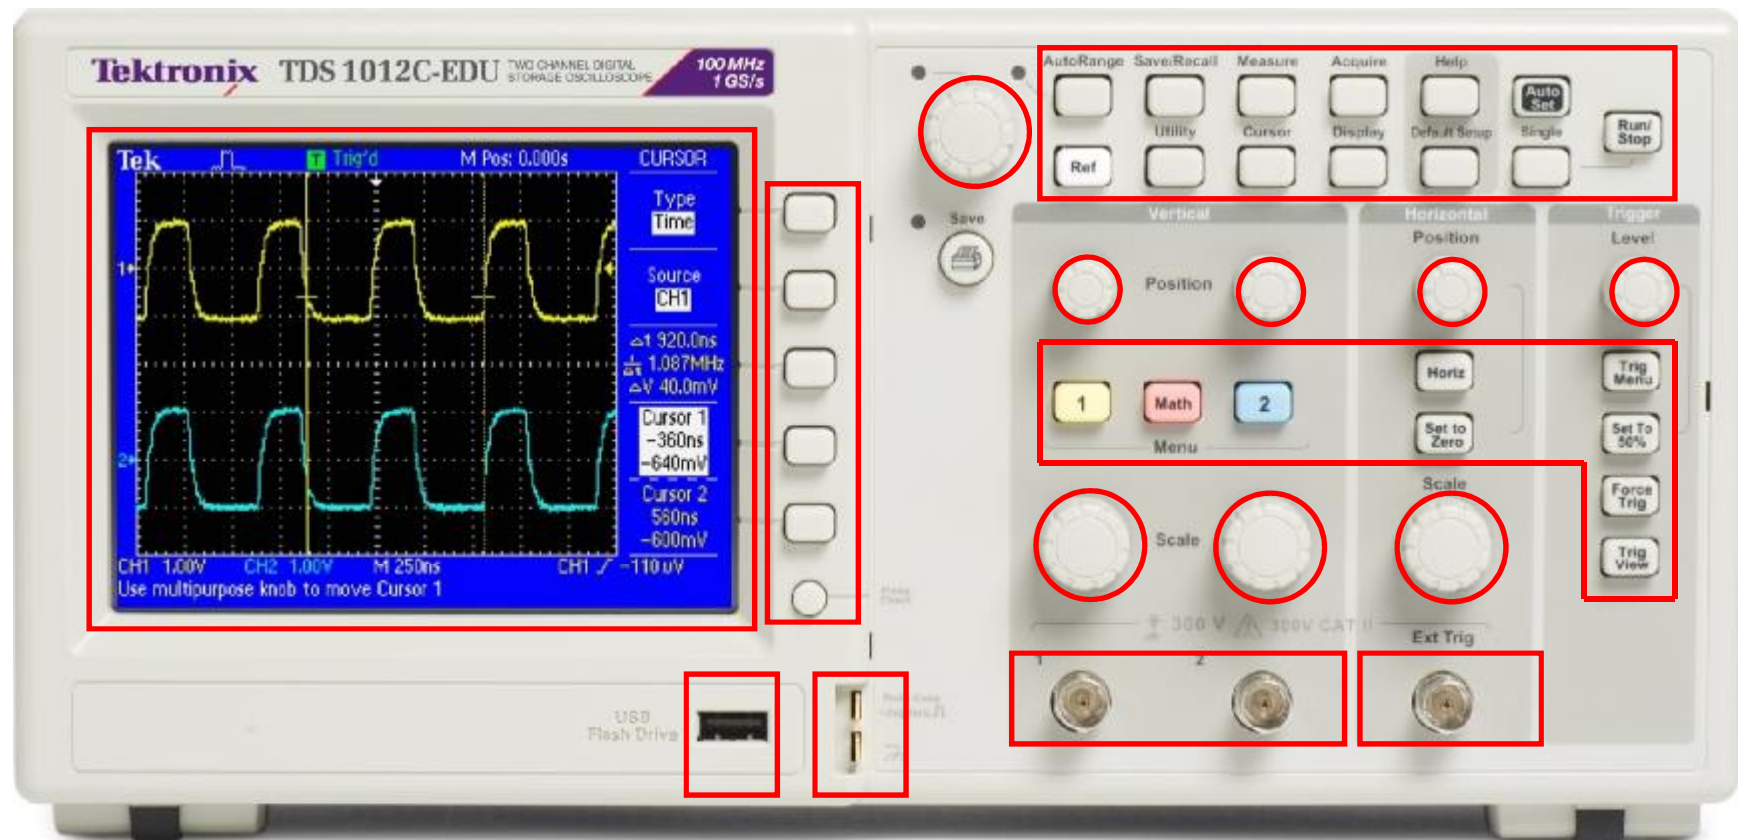 Tektronix TDS 1012C-EDU TWO CHANNEL DIGITAL STORAGE OSCILLOSCOPE
100 MHz
1 GS/s
Tek T Trig'd M Pos: 0.000s CURSOR
Type
Time
Source
CH1
△t 920.0ns
1/△t 1.087MHz
△V 40.0mV
Cursor 1
-360ns
-640mV
Cursor 2
560ns
-600mV
1
2
CH1 1.00V CH2 1.00V M 250ns CH1 -110uV
Use multipurpose knob to move Cursor 1
USB
Flash Drive
AutoRange Save/Recall Measure Acquire Help
Auto
Set
Utility Cursor Display Default Setup Single
Run/
Stop
Ref
Save
Vertical Horizontal Trigger
Position Level
Position
1 Math 2
Menu
Horiz
Set to
Zero
Trig
Menu
Set To
50%
Force
Trig
Trig
View
Scale
Scale
300 V 300V CAT II
Ext Trig
1 2